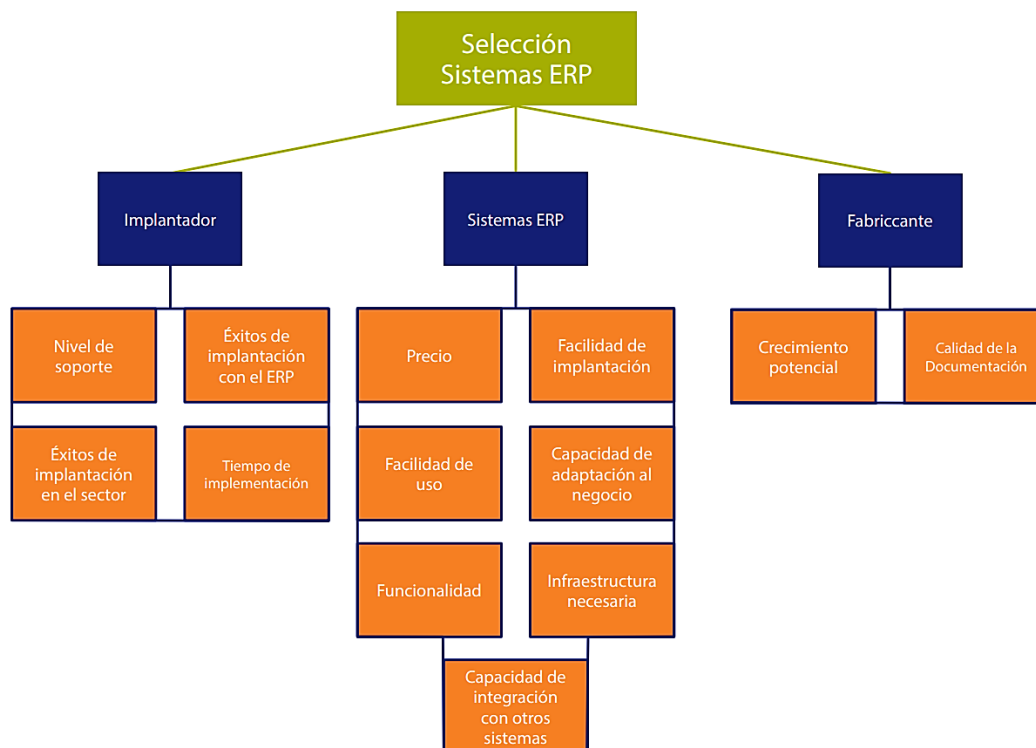 Selección
Sistemas ERP
Implantador
Sistemas ERP
Fabriccante
Nivel de
soporte
Éxitos de
implantación
con el ERP
Éxitos de
implantación
en el sector
Tiempo de
implementación
Precio
Facilidad de
implantación
Facilidad de
uso
Capacidad de
adaptación al
negocio
Funcionalidad
Infraestructura
necesaria
Capacidad de
integración
con otros
sistemas
Crecimiento
potencial
Calidad de la
Documentación